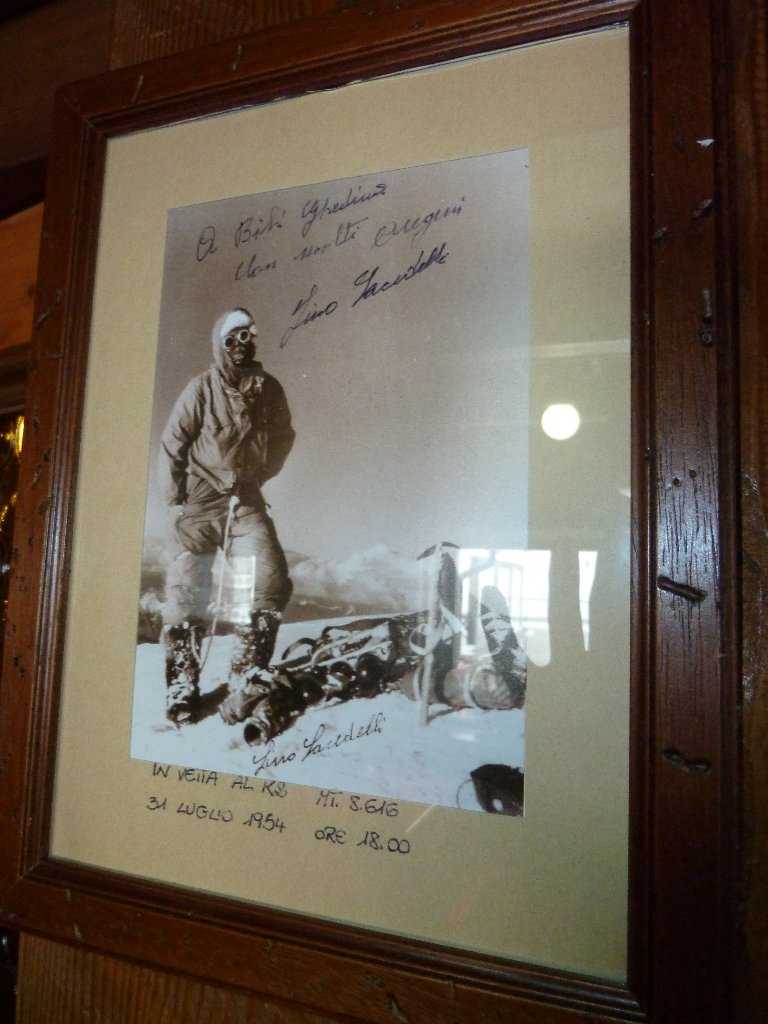 A Bibi Ghedina
Con molti auguri
Lino Lacedelli
Lino Lacedelli
IN VETTA AL K2 MT. 8.616
31 LUGLIO 1954 ORE 18.00